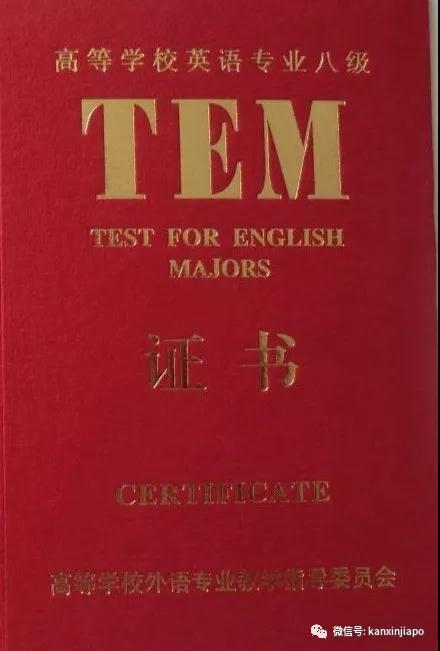 高等学校英语专业八级
TEM
TEST FOR ENGLISH
MAJORS
证书
CERTIFICATE
高等学校外语专业教学指导委员会
微信号: kanxinjiapo